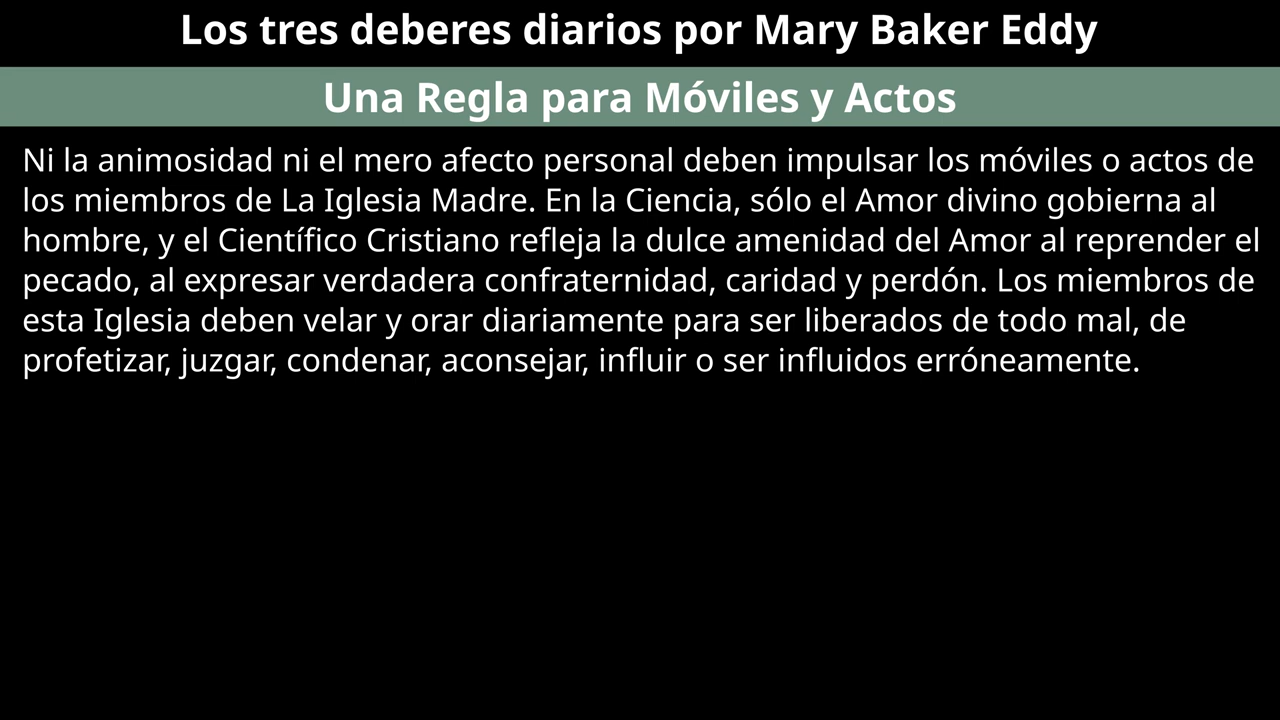 Los tres deberes diarios por Mary Baker Eddy
Una Regla para Móviles y Actos
Ni la animosidad ni el mero afecto personal deben impulsar los móviles o actos de
los miembros de La Iglesia Madre. En la Ciencia, sólo el Amor divino gobierna al
hombre, y el Científico Cristiano refleja la dulce amenidad del Amor al reprender el
pecado, al expresar verdadera confraternidad, caridad y perdón. Los miembros de
esta Iglesia deben velar y orar diariamente para ser liberados de todo mal, de
profetizar, juzgar, condenar, aconsejar, influir o ser influidos erróneamente.